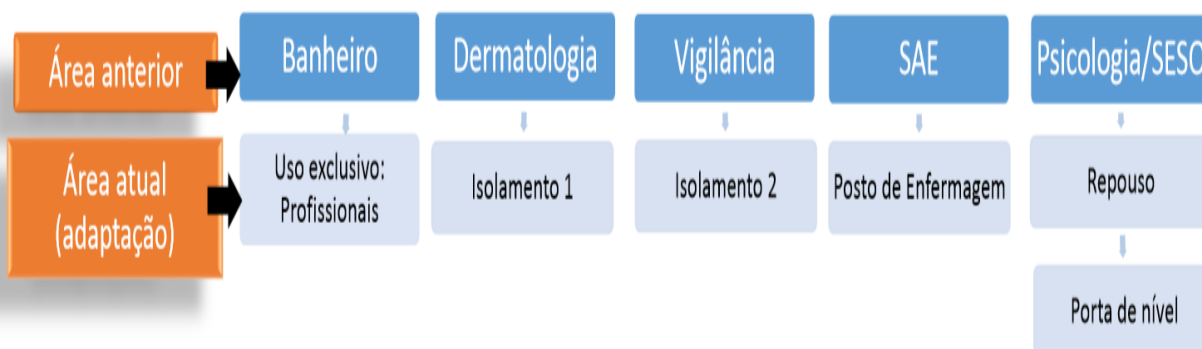 Área anterior
Banheiro
Dermatologia
Vigilância
SAE
Psicologia/SESO
Área atual
(adaptação)
Uso exclusivo:
Profissionais
Isolamento 1
Isolamento 2
Posto de Enfermagem
Repouso
Porta de nível